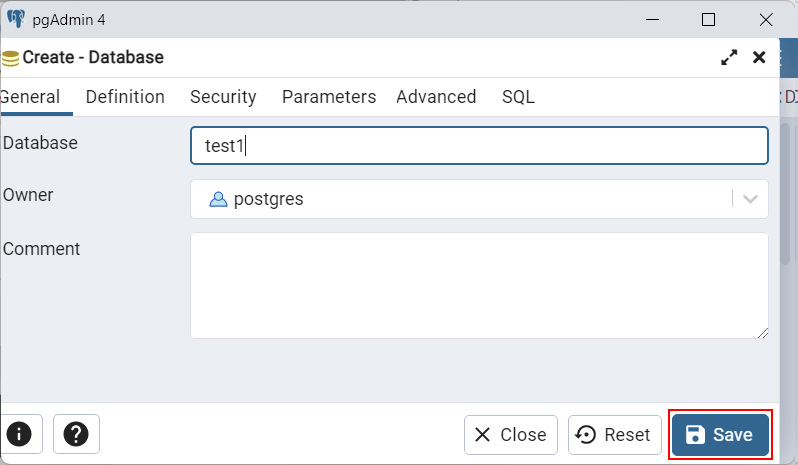 pgAdmin 4
Create - Database
General Definition Security Parameters Advanced SQL
Database test1
Owner postgres
Comment
Close Reset Save